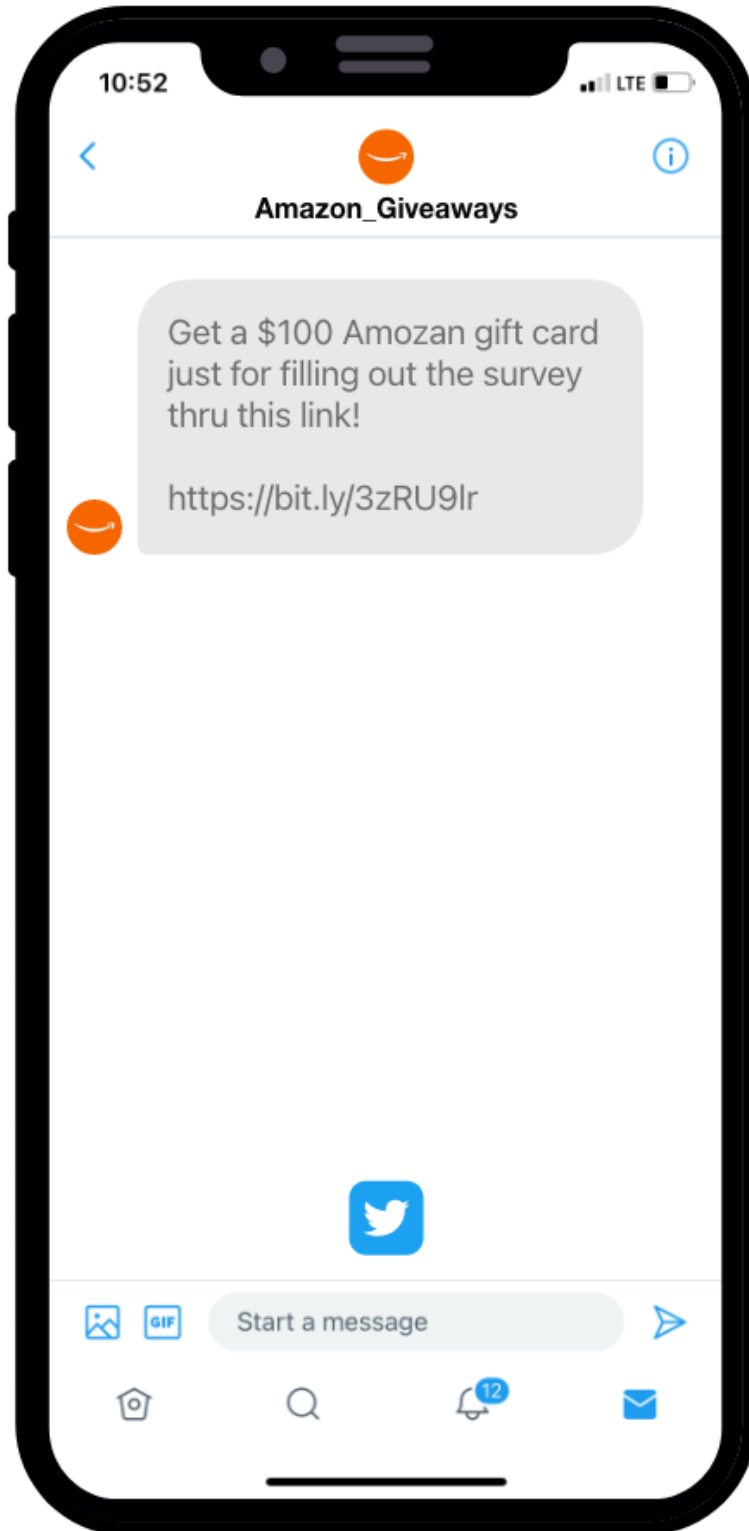 10:52
LTE
Amazon_Giveaways
Get a $100 Amozan gift card
just for filling out the survey
thru this link!
https://bit.ly/3zRU9lr
GIF
Start a message
12